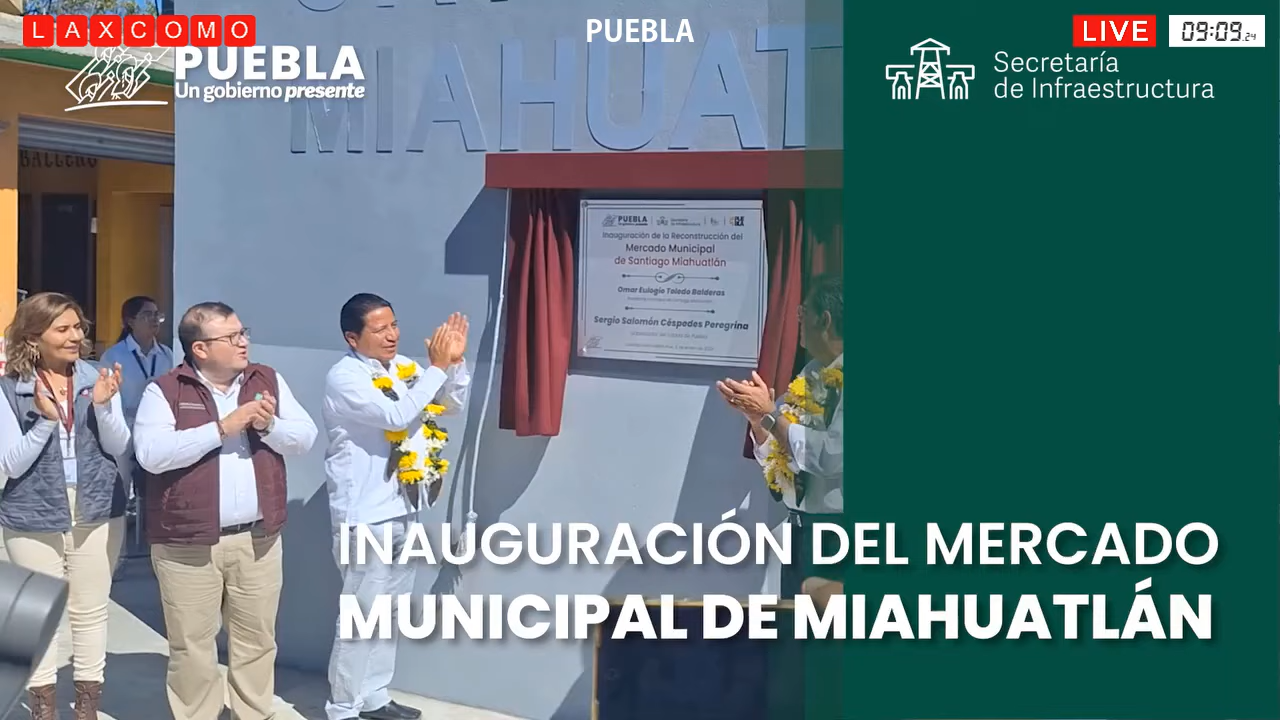 LAXCOMO
PUEBLA
LIVE
09:09.24
PUEBLA
Un gobierno presente
Secretaría
de Infraestructura
MIAHUAT
BALLERO
PUEBLA
Inauguración de la Reconstrucción del
Mercado Municipal
de Santiago Miahuatlán
Omar Eulogio Toledo Balderas
Sergio Salomón Céspedes Peregrina
INAUGURACIÓN DEL MERCADO
MUNICIPAL DE MIAHUATLÁN